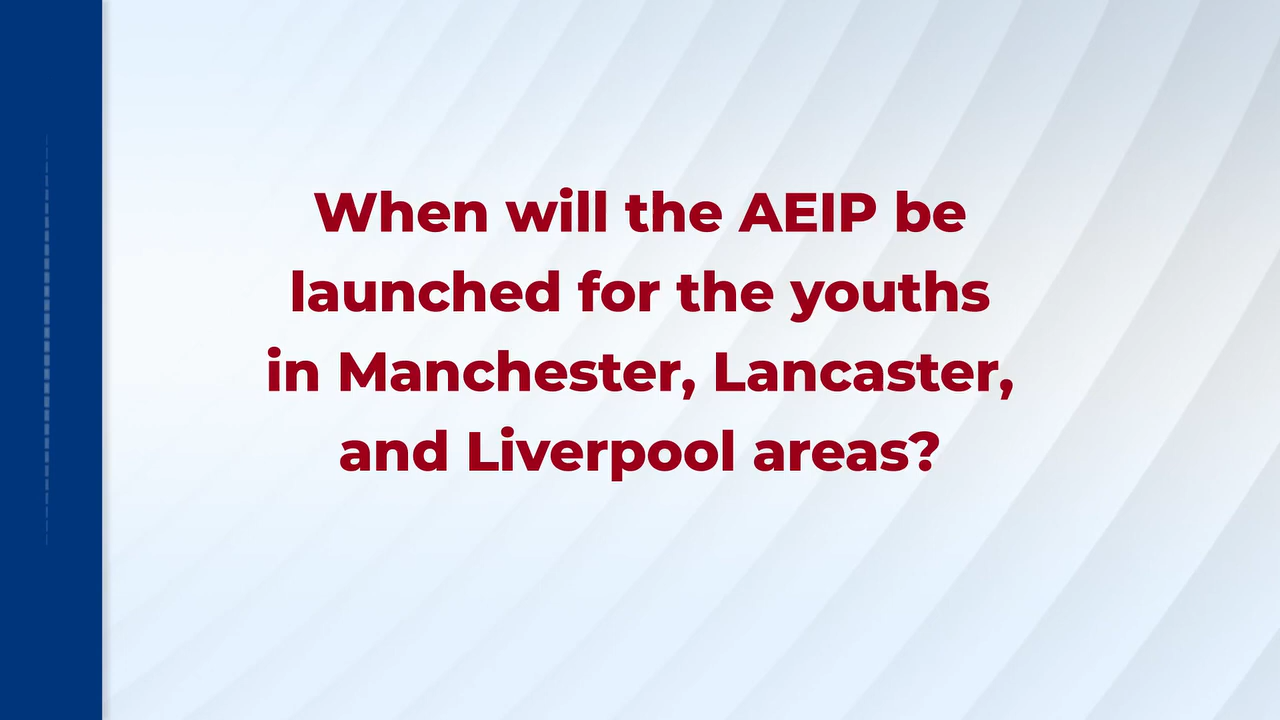 When will the AEIP be
launched for the youths
in Manchester, Lancaster,
and Liverpool areas?